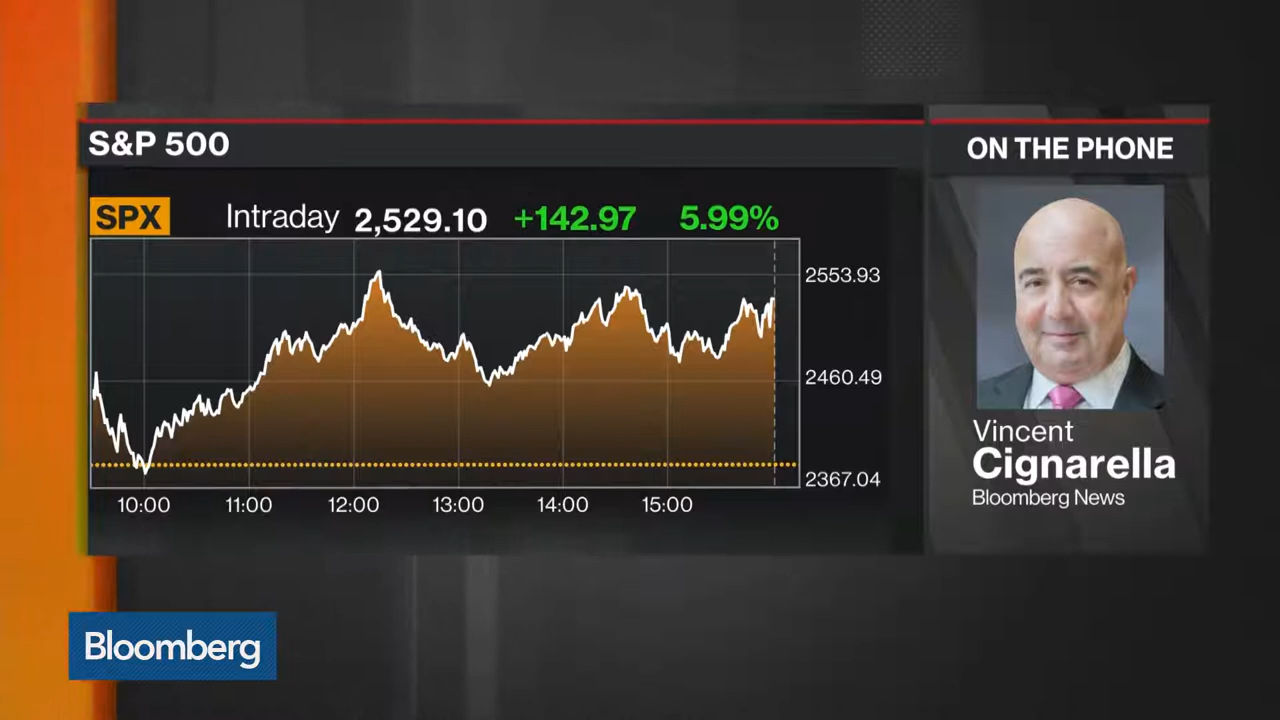 S&P 500
SPX Intraday 2,529.10 +142.97 5.99%
2553.93
2460.49
2367.04
10:00 11:00 12:00 13:00 14:00 15:00
ON THE PHONE
Vincent
Cignarella
Bloomberg News
Bloomberg